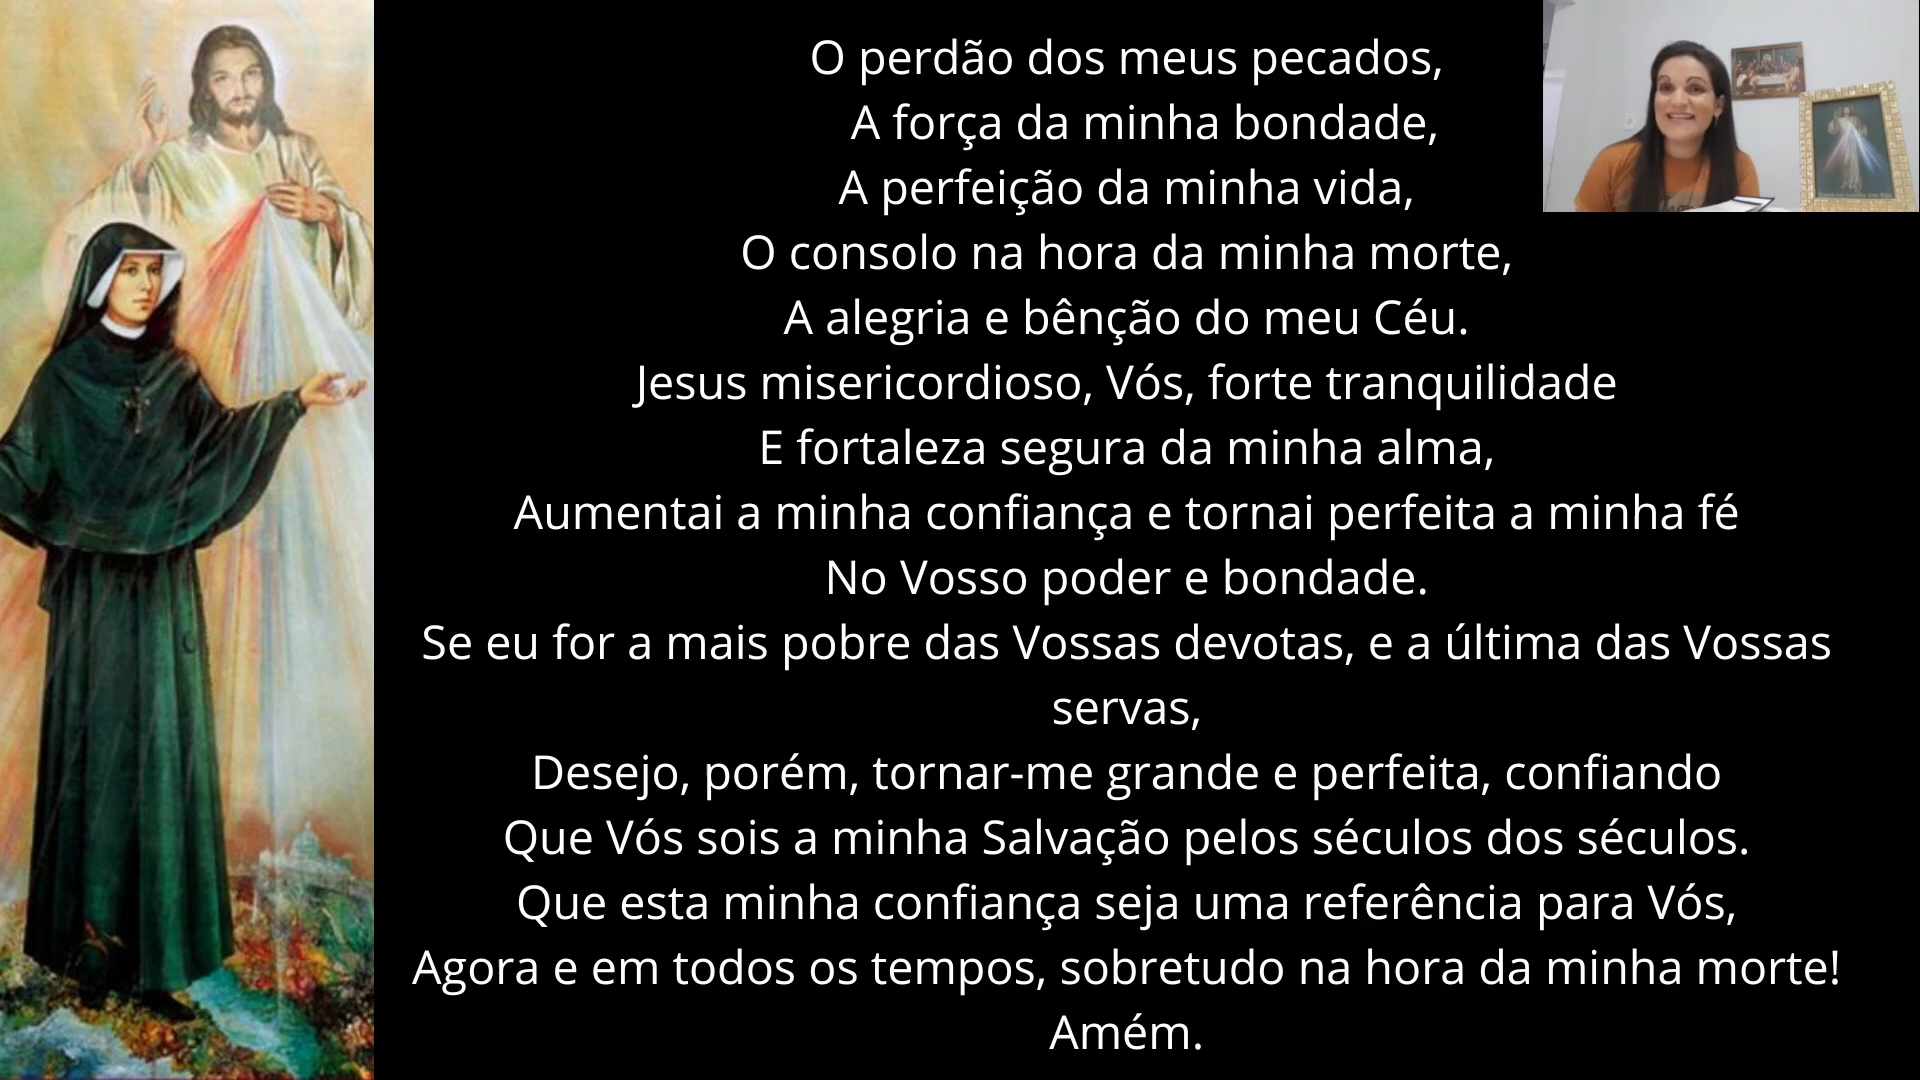 O perdão dos meus pecados,
A força da minha bondade,
A perfeição da minha vida,
O consolo na hora da minha morte,
A alegria e bênção do meu Céu.
Jesus misericordioso, Vós, forte tranquilidade
E fortaleza segura da minha alma,
Aumentai a minha confiança e tornai perfeita a minha fé
No Vosso poder e bondade.
Se eu for a mais pobre das Vossas devotas, e a última das Vossas
servas,
Desejo, porém, tornar-me grande e perfeita, confiando
Que Vós sois a minha Salvação pelos séculos dos séculos.
Que esta minha confiança seja uma referência para Vós,
Agora e em todos os tempos, sobretudo na hora da minha morte!
Amém.